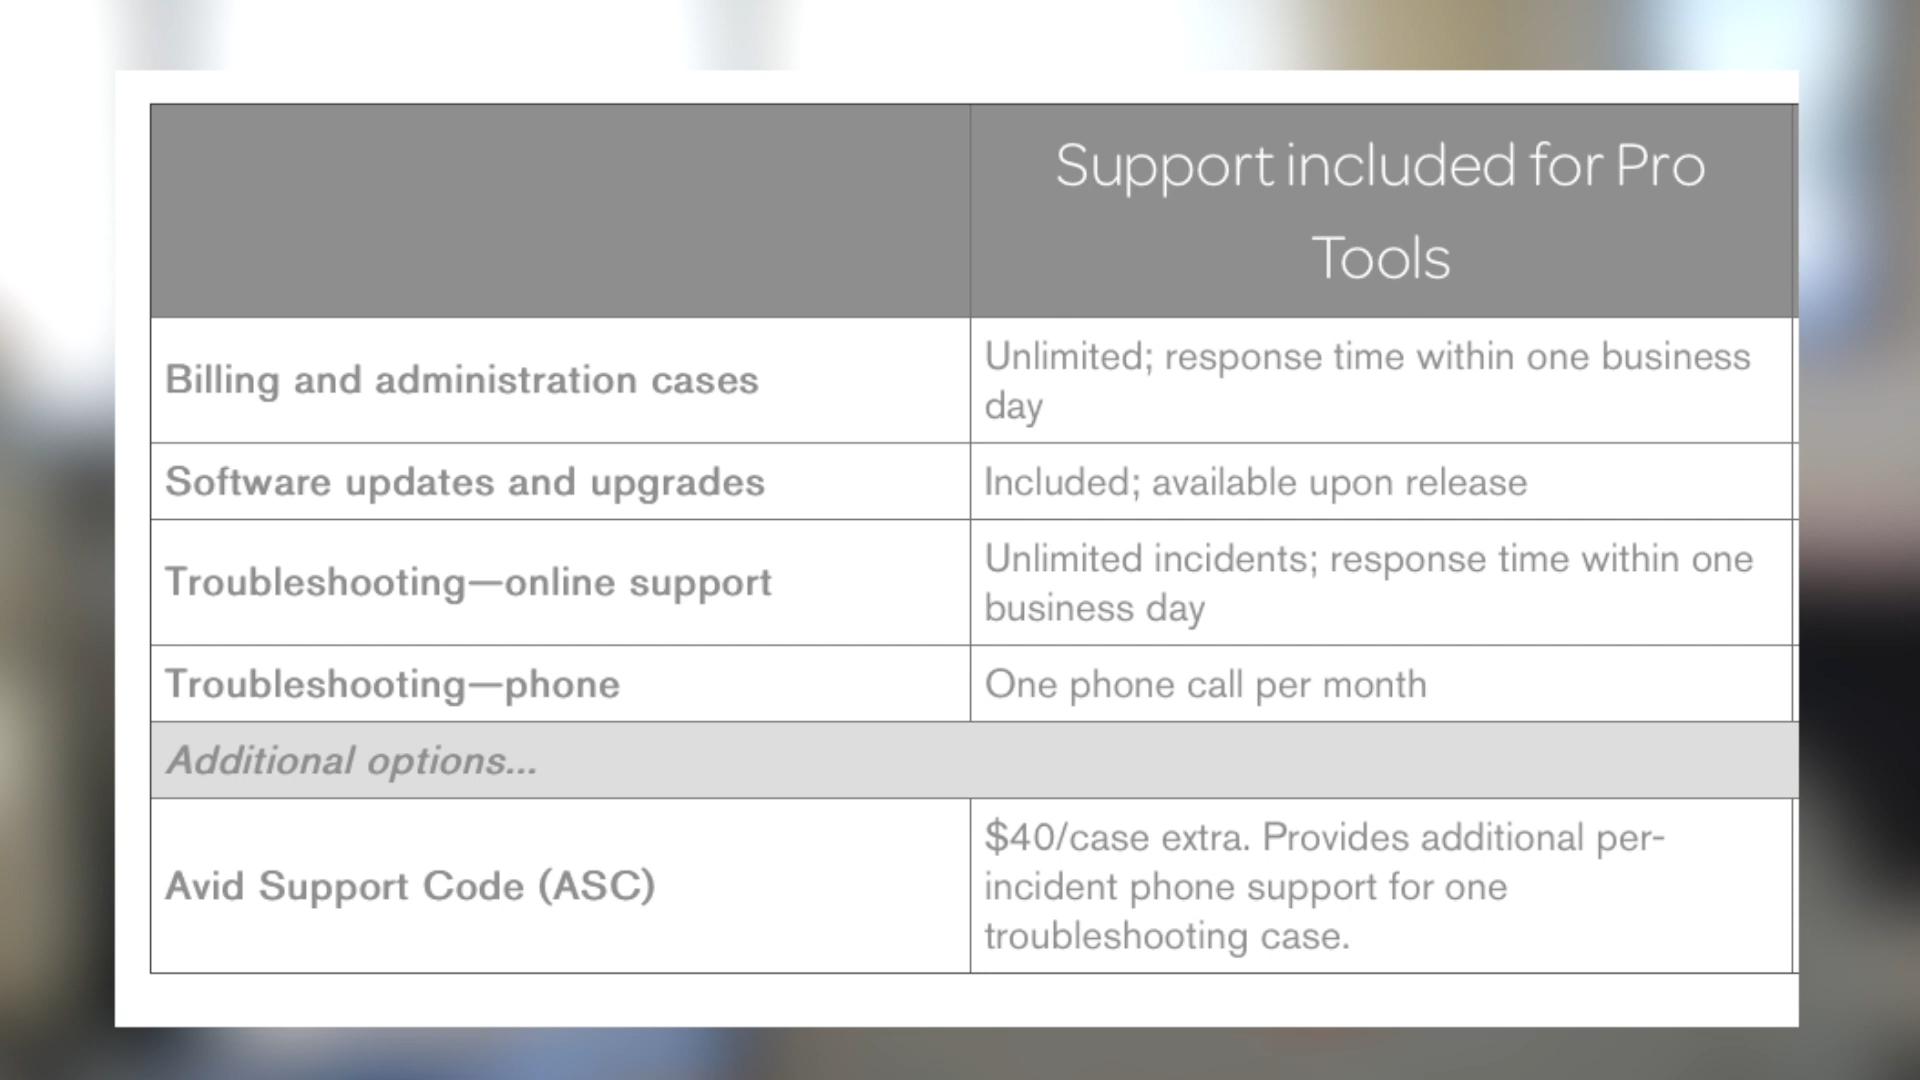 Support included for Pro
Tools
Billing and administration cases
Unlimited; response time within one business
day
Software updates and upgrades
Included; available upon release
Troubleshooting—online support
Unlimited incidents; response time within one
business day
Troubleshooting—phone
One phone call per month
Additional options...
Avid Support Code (ASC)
$40/case extra. Provides additional per-
incident phone support for one
troubleshooting case.